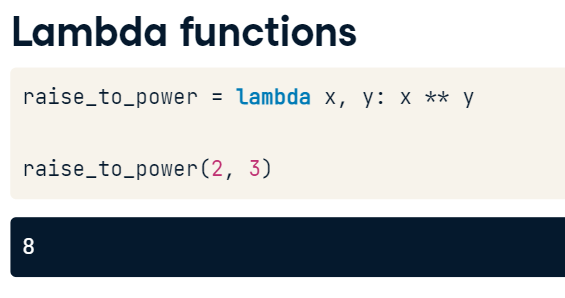 Lambda functions
raise_to_power = lambda x, y: x ** y
raise_to_power(2, 3)
8